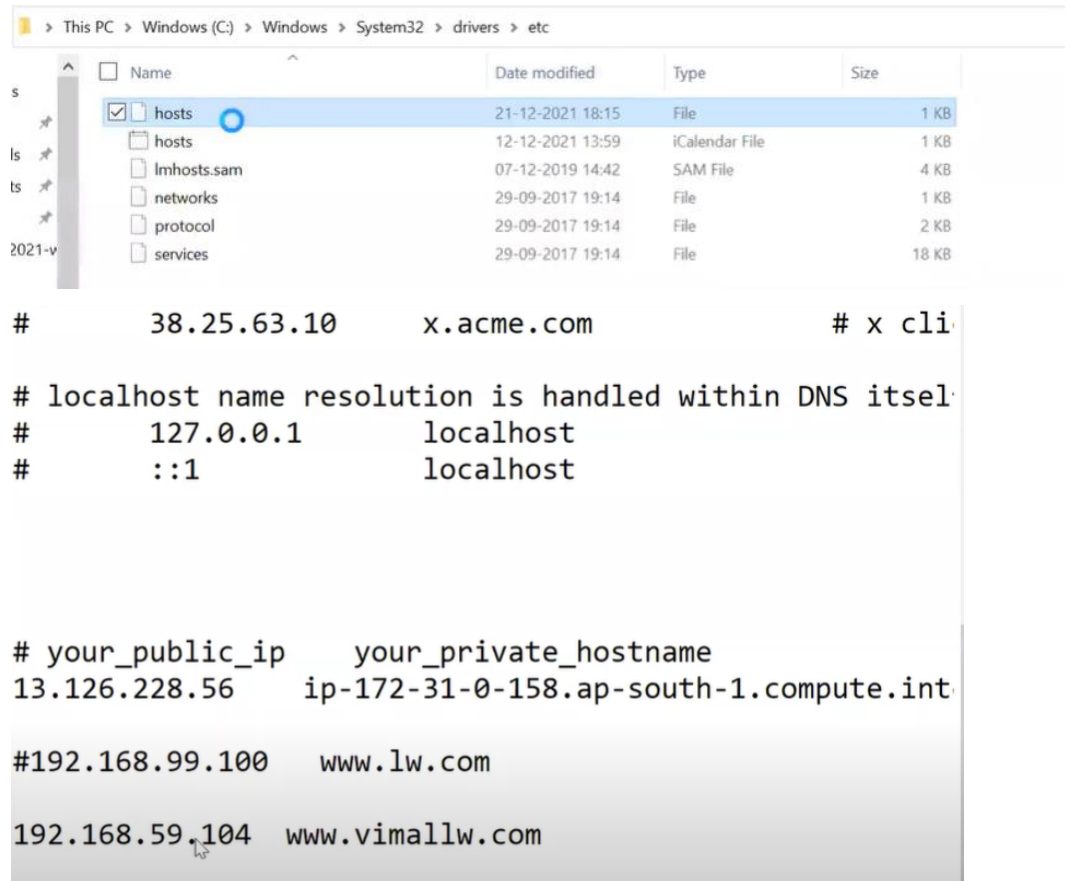 This PC > Windows (C:) > Windows > System32 > drivers > etc
Name Date modified Type Size
s
hosts 21-12-2021 18:15 File 1 KB
hosts 12-12-2021 13:59 iCalendar File 1 KB
ls
lmhosts.sam 07-12-2019 14:42 SAM File 4 KB
ts
networks 29-09-2017 19:14 File 1 KB
protocol 29-09-2017 19:14 File 2 KB
2021-w
services 29-09-2017 19:14 File 18 KB
# 38.25.63.10 x.acme.com # x cli
# localhost name resolution is handled within DNS itsel
# 127.0.0.1 localhost
# ::1 localhost
# your_public_ip your_private_hostname
13.126.228.56 ip-172-31-0-158.ap-south-1.compute.int
#192.168.99.100 www.lw.com
192.168.59.104 www.vimallw.com